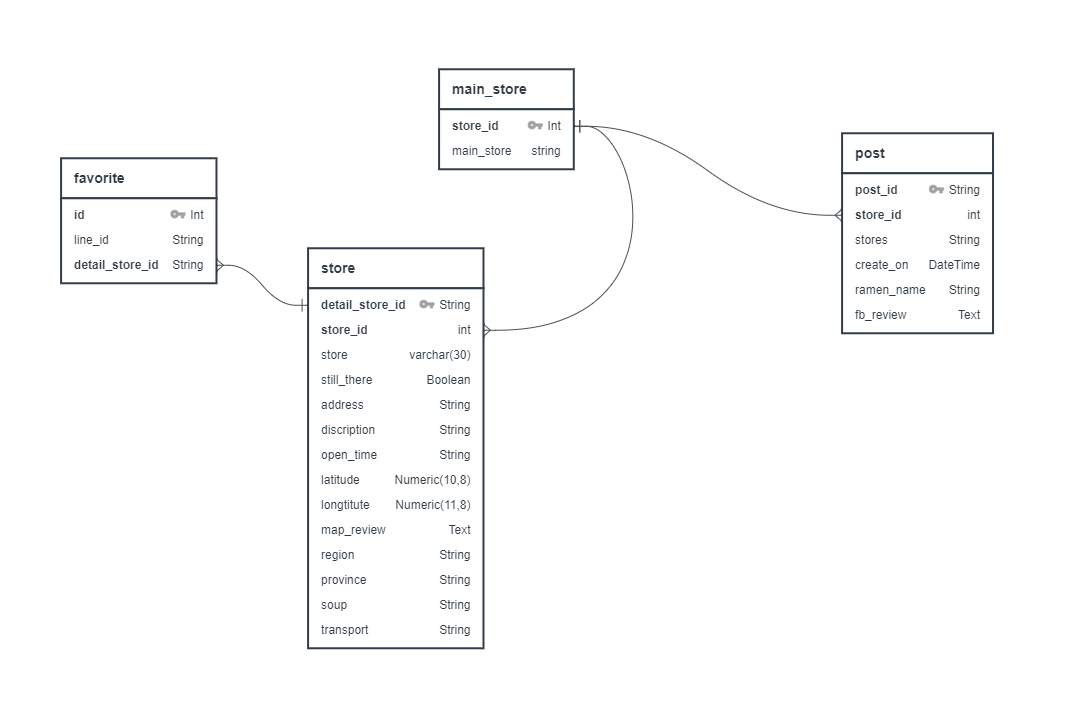 main_store
store_id Int
main_store string
favorite
id Int
line_id String
detail_store_id String
store
detail_store_id String
store_id int
store varchar(30)
still_there Boolean
address String
discription String
open_time String
latitude Numeric(10,8)
longtitute Numeric(11,8)
map_review Text
region String
province String
soup String
transport String
post
post_id String
store_id int
stores String
create_on DateTime
ramen_name String
fb_review Text